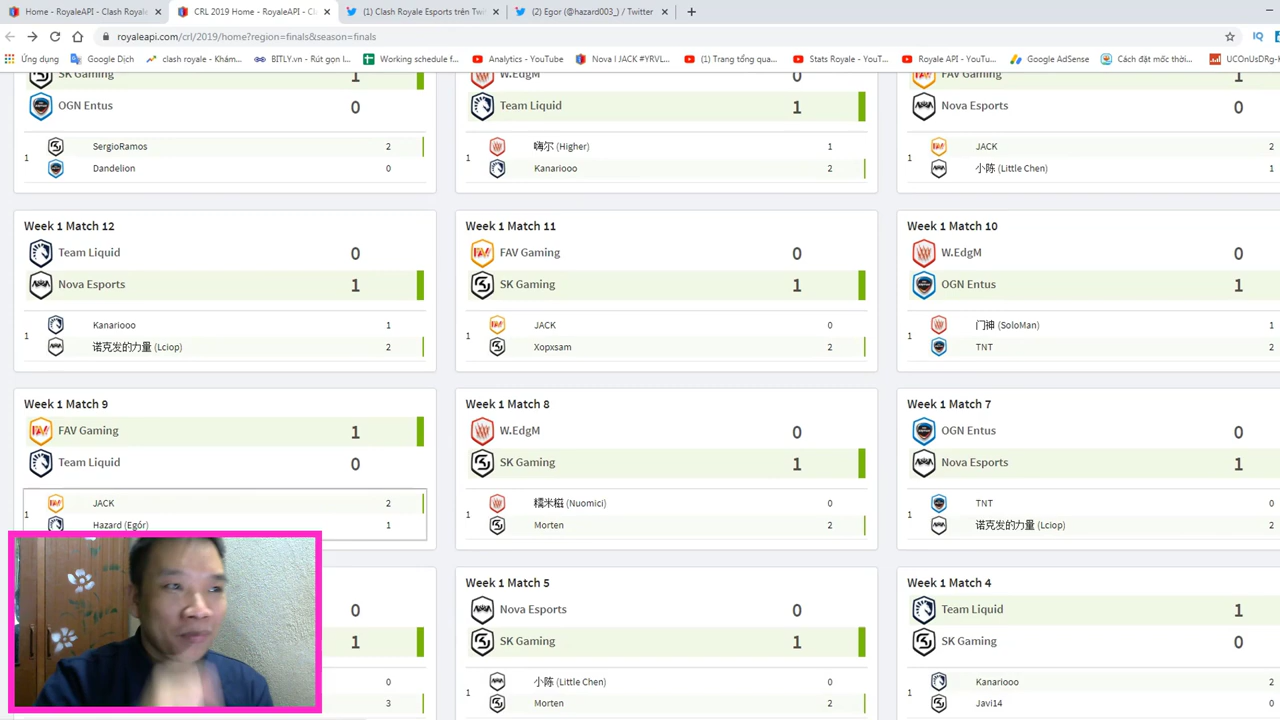 Home - RoyaleAPI - Clash Royale
CRL 2019 Home - RoyaleAPI - Cl
(1) Clash Royale Esports trên Tw
(2) Egor (@hazard003_) / Twitter
royaleapi.com/crl/2019/home?region=finals&season=finals
Ứng dụng
Google Dịch
clash royale - Khám...
BITLY.vn - Rút gọn l...
Working schedule f...
Analytics - YouTube
Nova l JACK #YRVL...
(1) Trang tổng qua...
Stats Royale - YouT...
Royale API - YouTub...
Google AdSense
Cài đặt mốc thời...
UCOnUsDRg-K
SK Gaming 1
OGN Entus 0
1
SergioRamos 2
Dandelion 0
W.EdgM 0
Team Liquid 1
1
嗨尔 (Higher) 1
Kanariooo 2
FAV Gaming 1
Nova Esports 0
1
JACK 2
小陈 (Little Chen) 1
Week 1 Match 12
Team Liquid 0
Nova Esports 1
1
Kanariooo 1
诺克发的力量 (Lciop) 2
Week 1 Match 11
FAV Gaming 0
SK Gaming 1
1
JACK 0
Xopxsam 2
Week 1 Match 10
W.EdgM 0
OGN Entus 1
1
门神 (SoloMan) 1
TNT 2
Week 1 Match 9
FAV Gaming 1
Team Liquid 0
1
JACK 2
Hazard (Egór) 1
Week 1 Match 8
W.EdgM 0
SK Gaming 1
1
糯米糍 (Nuomici) 0
Morten 2
Week 1 Match 7
OGN Entus 0
Nova Esports 1
1
TNT 0
诺克发的力量 (Lciop) 2
0
1
0
3
Week 1 Match 5
Nova Esports 0
SK Gaming 1
1
小陈 (Little Chen) 0
Morten 2
Week 1 Match 4
Team Liquid 1
SK Gaming 0
1
Kanariooo 2
Javi14 0